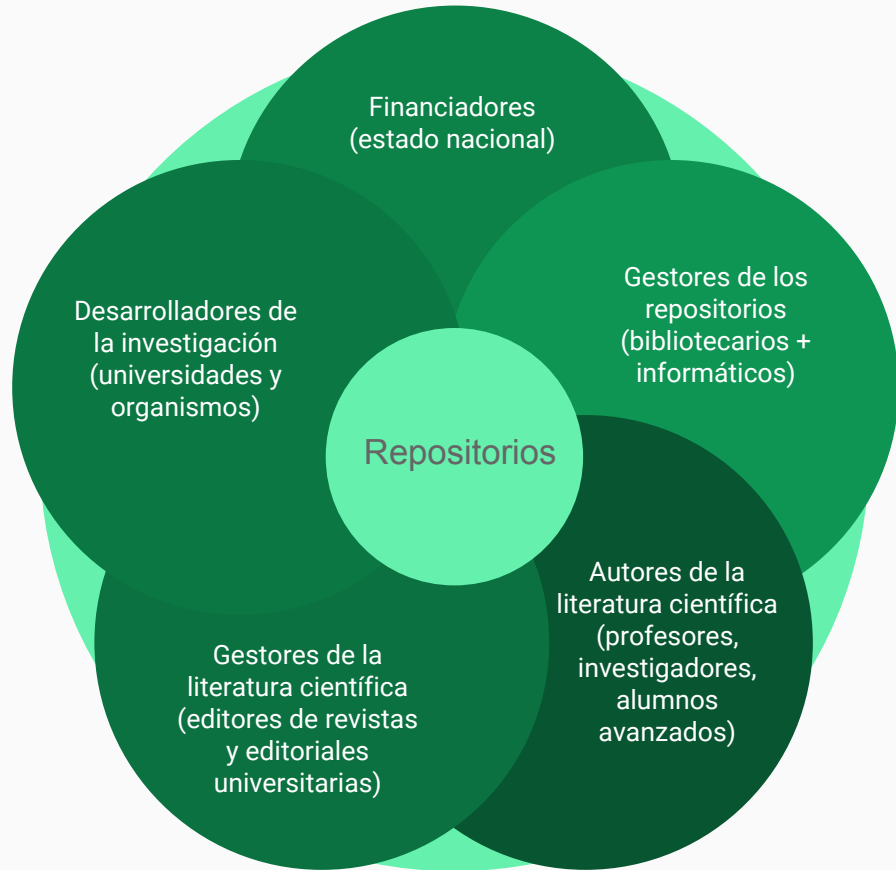 Financiadores
(estado nacional)
Gestores de los
repositorios
(bibliotecarios +
informáticos)
Desarrolladores de
la investigación
(universidades y
organismos)
Repositorios
Autores de la
literatura científica
(profesores,
investigadores,
alumnos
avanzados)
Gestores de la
literatura científica
(editores de revistas
y editoriales
universitarias)